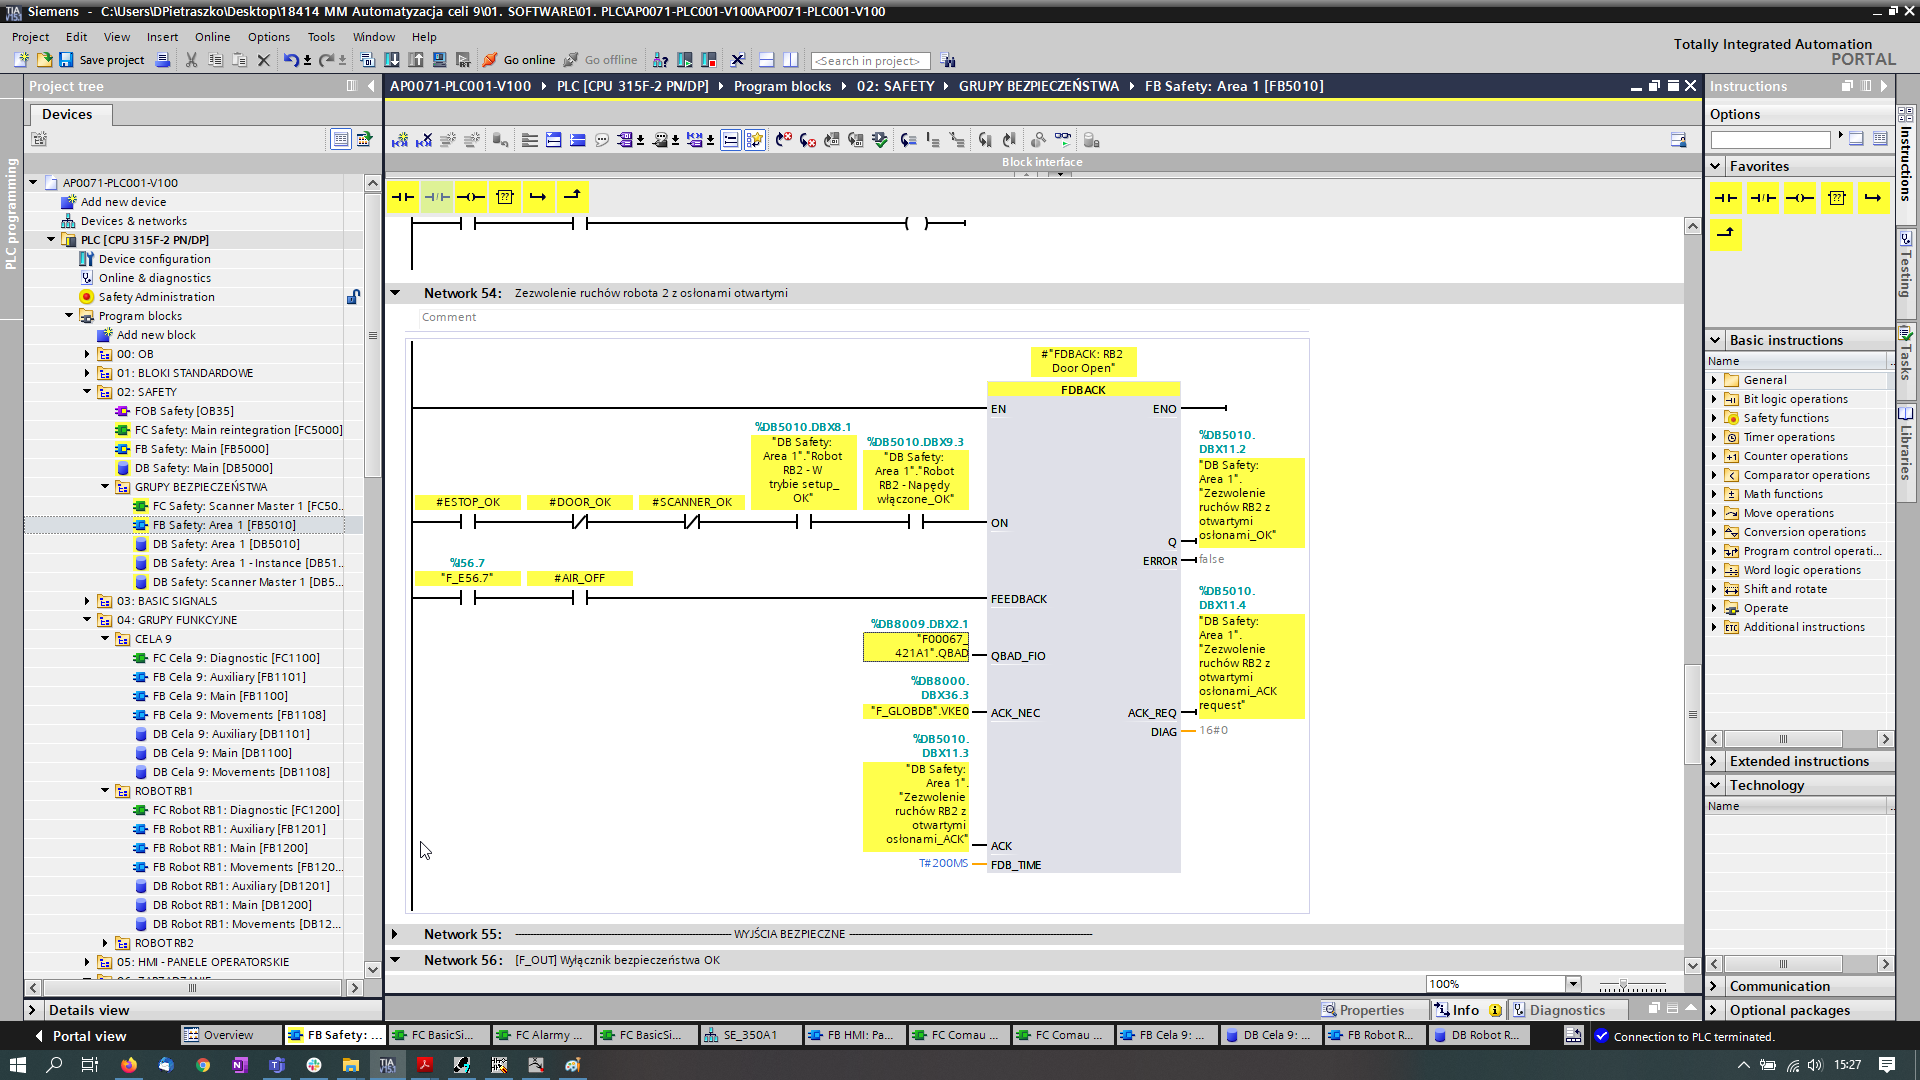 Siemens - C:\Users\DPietraszko\Desktop\18414 MM Automatyzacja celi 9\01. SOFTWARE\01. PLC\AP0071-PLC001-V100\AP0071-PLC001-V100
Project Edit View Insert Online Options Tools Window Help
Totally Integrated Automation
PORTAL
Save project
Go online
Go offline
<Search in project>
Project tree
AP0071-PLC001-V100 PLC [CPU 315F-2 PN/DP] Program blocks 02: SAFETY GRUPY BEZPIECZEŃSTWA FB Safety: Area 1 [FB5010]
Instructions
Devices
Options
PLC programming
Block interface
AP0071-PLC001-V100
Add new device
Devices & networks
PLC [CPU 315F-2 PN/DP]
Device configuration
Online & diagnostics
Safety Administration
Program blocks
Add new block
00: OB
01: BLOKI STANDARDOWE
02: SAFETY
FOB Safety [OB35]
FC Safety: Main reintegration [FC5000]
FB Safety: Main [FB5000]
DB Safety: Main [DB5000]
GRUPY BEZPIECZEŃSTWA
FC Safety: Scanner Master 1 [FC50...
FB Safety: Area 1 [FB5010]
DB Safety: Area 1 [DB5010]
DB Safety: Area 1 - Instance [DB51...
DB Safety: Scanner Master 1 [DB5...
03: BASIC SIGNALS
04: GRUPY FUNKCYJNE
CELA 9
FC Cela 9: Diagnostic [FC1100]
FB Cela 9: Auxiliary [FB1101]
FB Cela 9: Main [FB1100]
FB Cela 9: Movements [FB1108]
DB Cela 9: Auxiliary [DB1101]
DB Cela 9: Main [DB1100]
DB Cela 9: Movements [DB1108]
ROBOT RB1
FC Robot RB1: Diagnostic [FC1200]
FB Robot RB1: Auxiliary [FB1201]
FB Robot RB1: Main [FB1200]
FB Robot RB1: Movements [FB120...
DB Robot RB1: Auxiliary [DB1201]
DB Robot RB1: Main [DB1200]
DB Robot RB1: Movements [DB12...
ROBOT RB2
05: HMI - PANELE OPERATORSKIE
Details view
Network 54: Zezwolenie ruchów robota 2 z osłonami otwartymi
Comment
#"FDBACK: RB2
Door Open"
FDBACK
EN
ENO
%DB5010.DBX8.1
"DB Safety:
Area 1"."Robot
RB2 - W
trybie setup_
OK"
%DB5010.DBX9.3
"DB Safety:
Area 1"."Robot
RB2 - Napędy
włączone_OK"
#ESTOP_OK
#DOOR_OK
#SCANNER_OK
ON
%DB5010.
DBX11.2
"DB Safety:
Area 1".
"Zezwolenie
ruchów RB2 z
otwartymi
osłonami_OK"
Q
ERROR
false
%I56.7
"F_E56.7"
#AIR_OFF
FEEDBACK
%DB8009.DBX2.1
"F00067_
421A1".QBAD
QBAD_FIO
%DB8000.
DBX36.3
"F_GLOBDB".VKE0
ACK_NEC
%DB5010.
DBX11.4
"DB Safety:
Area 1".
"Zezwolenie
ruchów RB2 z
otwartymi
osłonami_ACK
request"
ACK_REQ
DIAG
16#0
%DB5010.
DBX11.3
"DB Safety:
Area 1".
"Zezwolenie
ruchów RB2 z
otwartymi
osłonami_ACK"
ACK
T#200MS
FDB_TIME
Network 55: WYJŚCIA BEZPIECZNE
Network 56: [F_OUT] Wyłącznik bezpieczeństwa OK
100%
Properties
Info
Diagnostics
Favorites
Basic instructions
Name
General
Bit logic operations
Safety functions
Timer operations
Counter operations
Comparator operations
Math functions
Move operations
Conversion operations
Program control operati...
Word logic operations
Shift and rotate
Operate
Additional instructions
Extended instructions
Technology
Name
Communication
Optional packages
Instructions
Testing
Tasks
Libraries
Portal view
Overview
FB Safety: ...
FC BasicSi...
FC Alarmy ...
FC BasicSi...
SE_350A1
FB HMI: Pa...
FC Comau ...
FC Comau ...
FB Cela 9: ...
DB Cela 9: ...
FB Robot R...
DB Robot R...
Connection to PLC terminated.
15:27